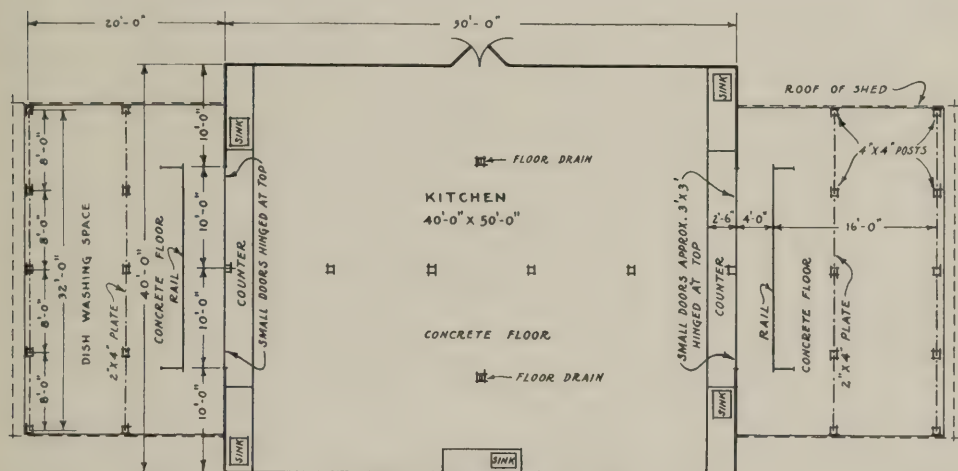 20'-0"
50'-0"
ROOF OF SHED
SINK
SINK
10'-0"
8'-0"
FLOOR DRAIN
4"X4" POSTS
KITCHEN
40'-0" X 50'-0"
8'-0"
32'-0"
DISH WASHING SPACE
2"X4" PLATE
40'-0"
CONCRETE FLOOR
RAIL
10'-0"
COUNTER
SMALL DOORS HINGED AT TOP
SMALL DOORS APPROX. 3'X3'
HINGED AT TOP
2'-6"
4'-0"
16'-0"
COUNTER
RAIL
CONCRETE FLOOR
2"X4" PLATE
8'-0"
10'-0"
CONCRETE FLOOR
8'-0"
10'-0"
FLOOR DRAIN
SINK
SINK
SINK